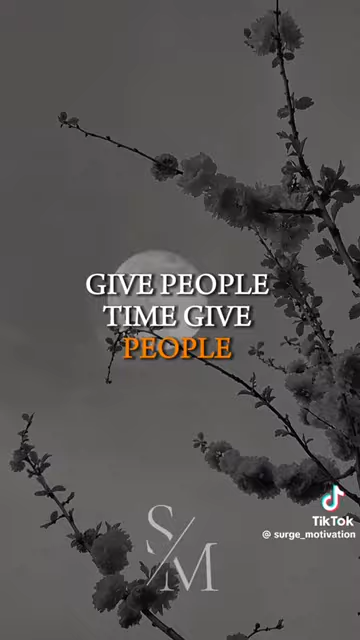 GIVE PEOPLE
TIME GIVE
PEOPLE
TikTok
@ surge_motivation
S/M